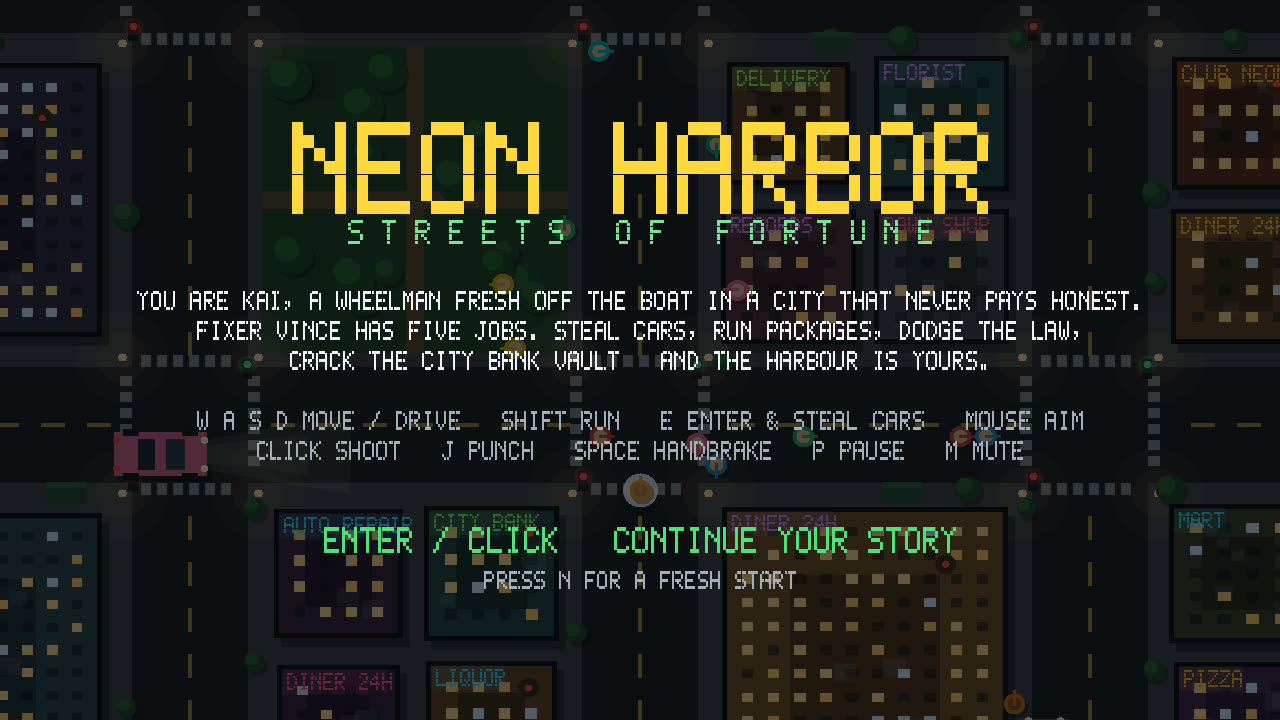 DELIVERY
FLORIST
CLUB NEO
NEON HARBOR
RECORDS
PAWN SHOP
DINER 24H
STREETS OF FORTUNE
YOU ARE KAI, A WHEELMAN FRESH OFF THE BOAT IN A CITY THAT NEVER PAYS HONEST.
FIXER VINCE HAS FIVE JOBS. STEAL CARS, RUN PACKAGES, DODGE THE LAW,
CRACK THE CITY BANK VAULT   AND THE HARBOUR IS YOURS.
W A S D MOVE / DRIVE   SHIFT RUN   E ENTER & STEAL CARS   MOUSE AIM
CLICK SHOOT   J PUNCH   SPACE HANDBRAKE   P PAUSE   M MUTE
AUTO REPAIR
CITY BANK
DINER 24H
MART
ENTER / CLICK   CONTINUE YOUR STORY
PRESS N FOR A FRESH START
DINER 24H
LIQUOR
PIZZA